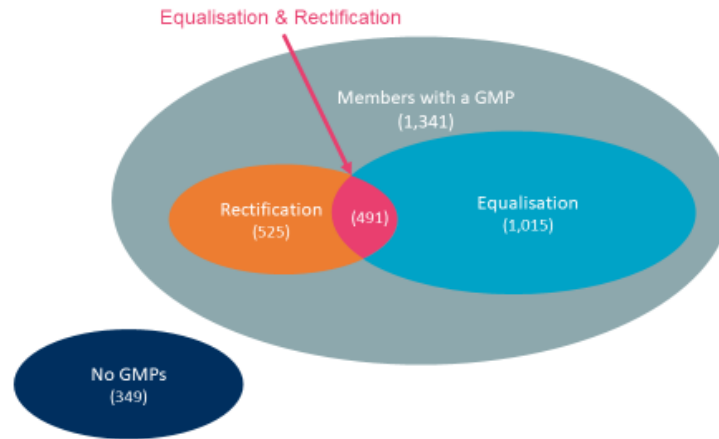 Equalisation & Rectification
Members with a GMP
(1,341)
Rectification
(525)
(491)
Equalisation
(1,015)
No GMPs
(349)